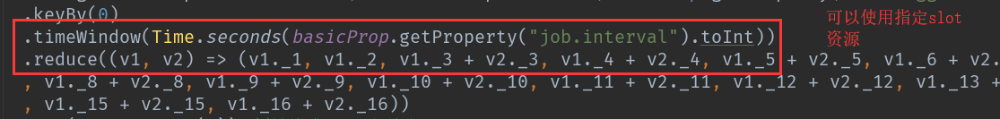 .keyBy(0)
.timeWindow(Time.seconds(basicProp.getProperty("job.interval").toInt))
.reduce((v1, v2) => (v1._1, v1._2, v1._3 + v2._3, v1._4 + v2._4, v1._5 + v2._5, v1._6 + v2.
, v1._8 + v2._8, v1._9 + v2._9, v1._10 + v2._10, v1._11 + v2._11, v1._12 + v2._12, v1._13 +
, v1._15 + v2._15, v1._16 + v2._16))
可以使用指定slot
资源